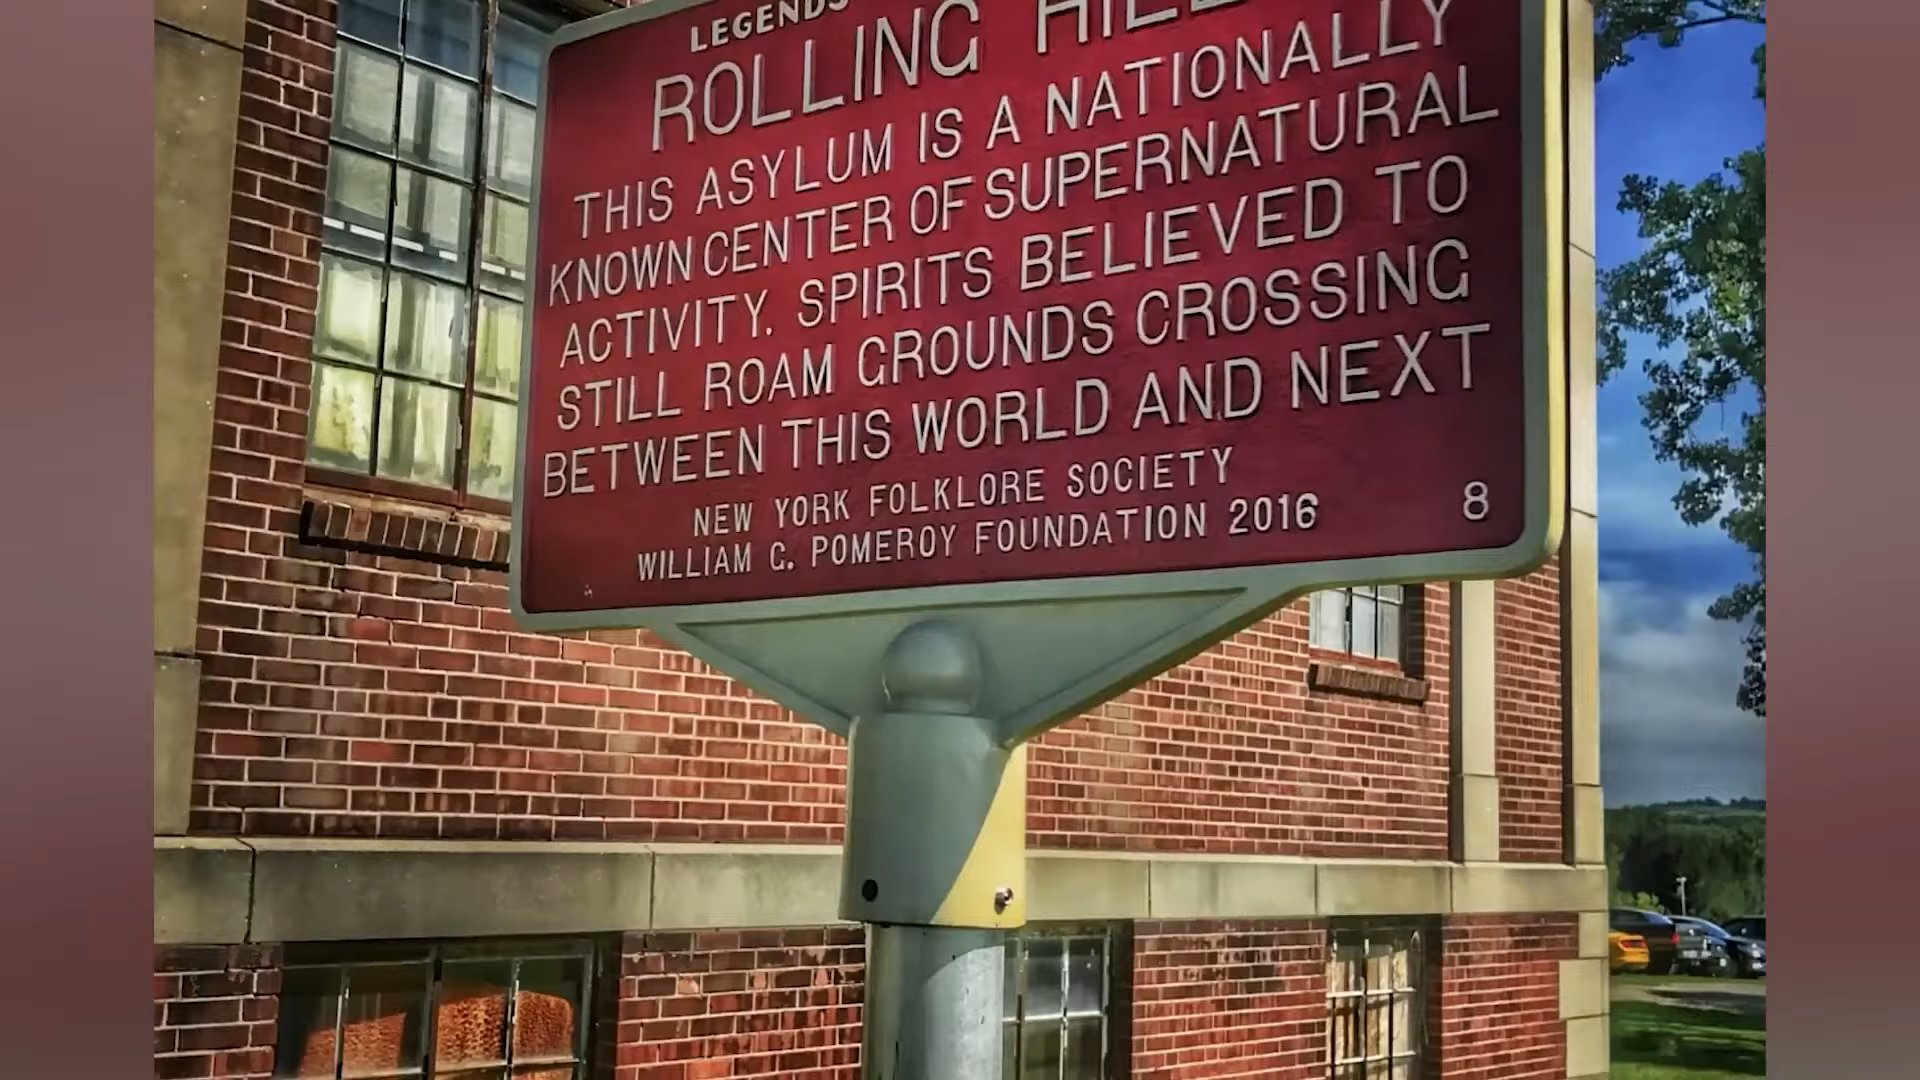 LEGENDS
ROLLING
THIS ASYLUM IS A NATIONALLY
KNOWN CENTER OF SUPERNATURAL
ACTIVITY. SPIRITS BELIEVED TO
STILL ROAM GROUNDS CROSSING
BETWEEN THIS WORLD AND NEXT
NEW YORK FOLKLORE SOCIETY
WILLIAM G. POMEROY FOUNDATION 2016
8